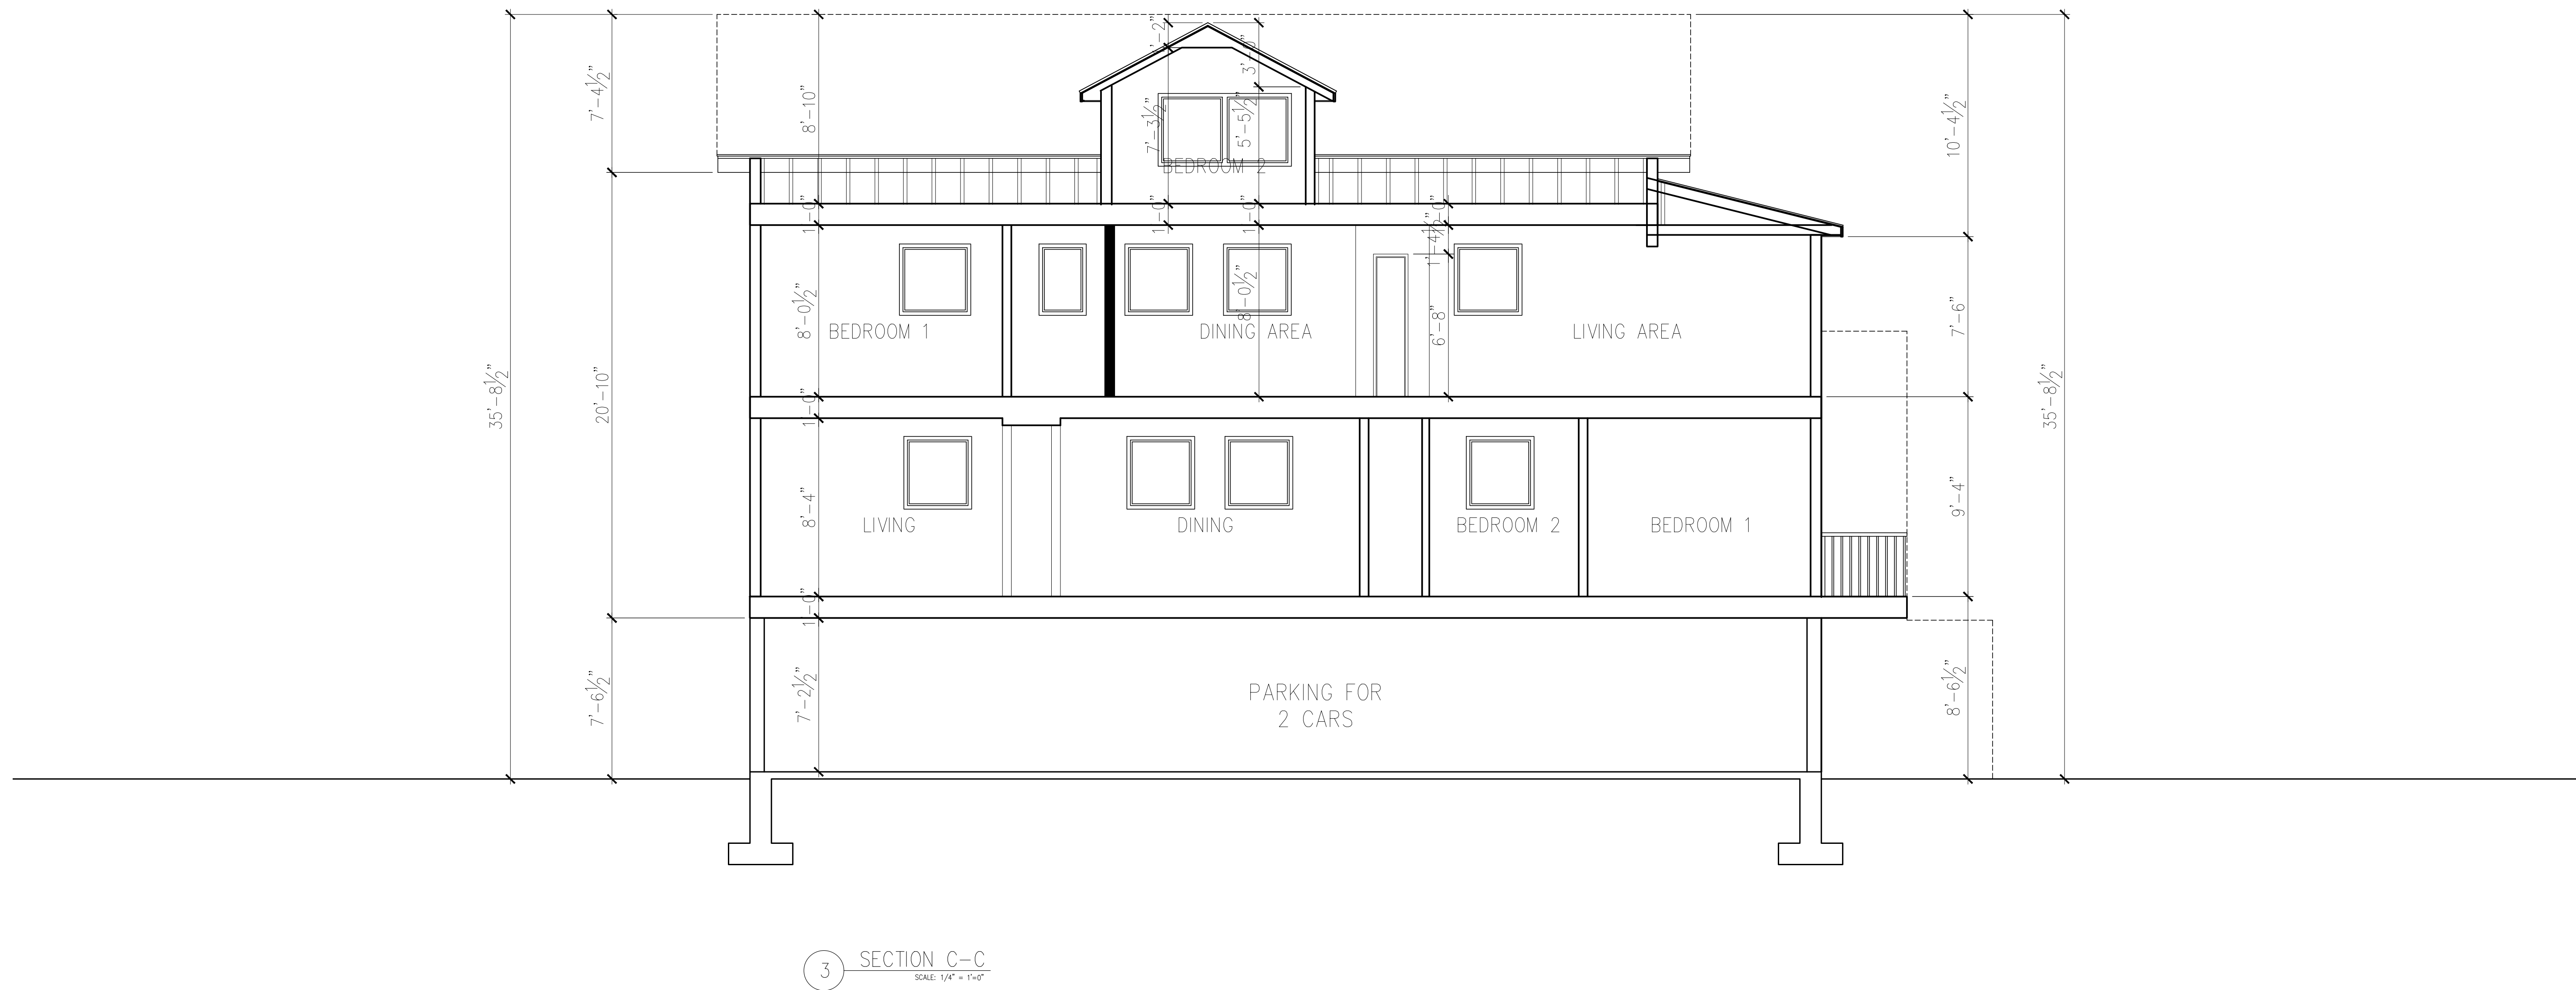 35'-8½"
7'-4½"
20'-10"
7'-6½"
8'-10"
1'-0"
8'-0½"
1'-0"
8'-4"
1'-0"
7'-2½"
7'-3½"
1'-0"
5'-5½"
1'-0"
8'-0½"
1'-4½"
6'-8"
BEDROOM 2
BEDROOM 1
DINING AREA
LIVING AREA
LIVING
DINING
BEDROOM 2
BEDROOM 1
PARKING FOR
2 CARS
10'-4½"
7'-6"
9'-4"
8'-6½"
35'-8½"
3
SECTION C-C
SCALE: 1/4" = 1'=0"